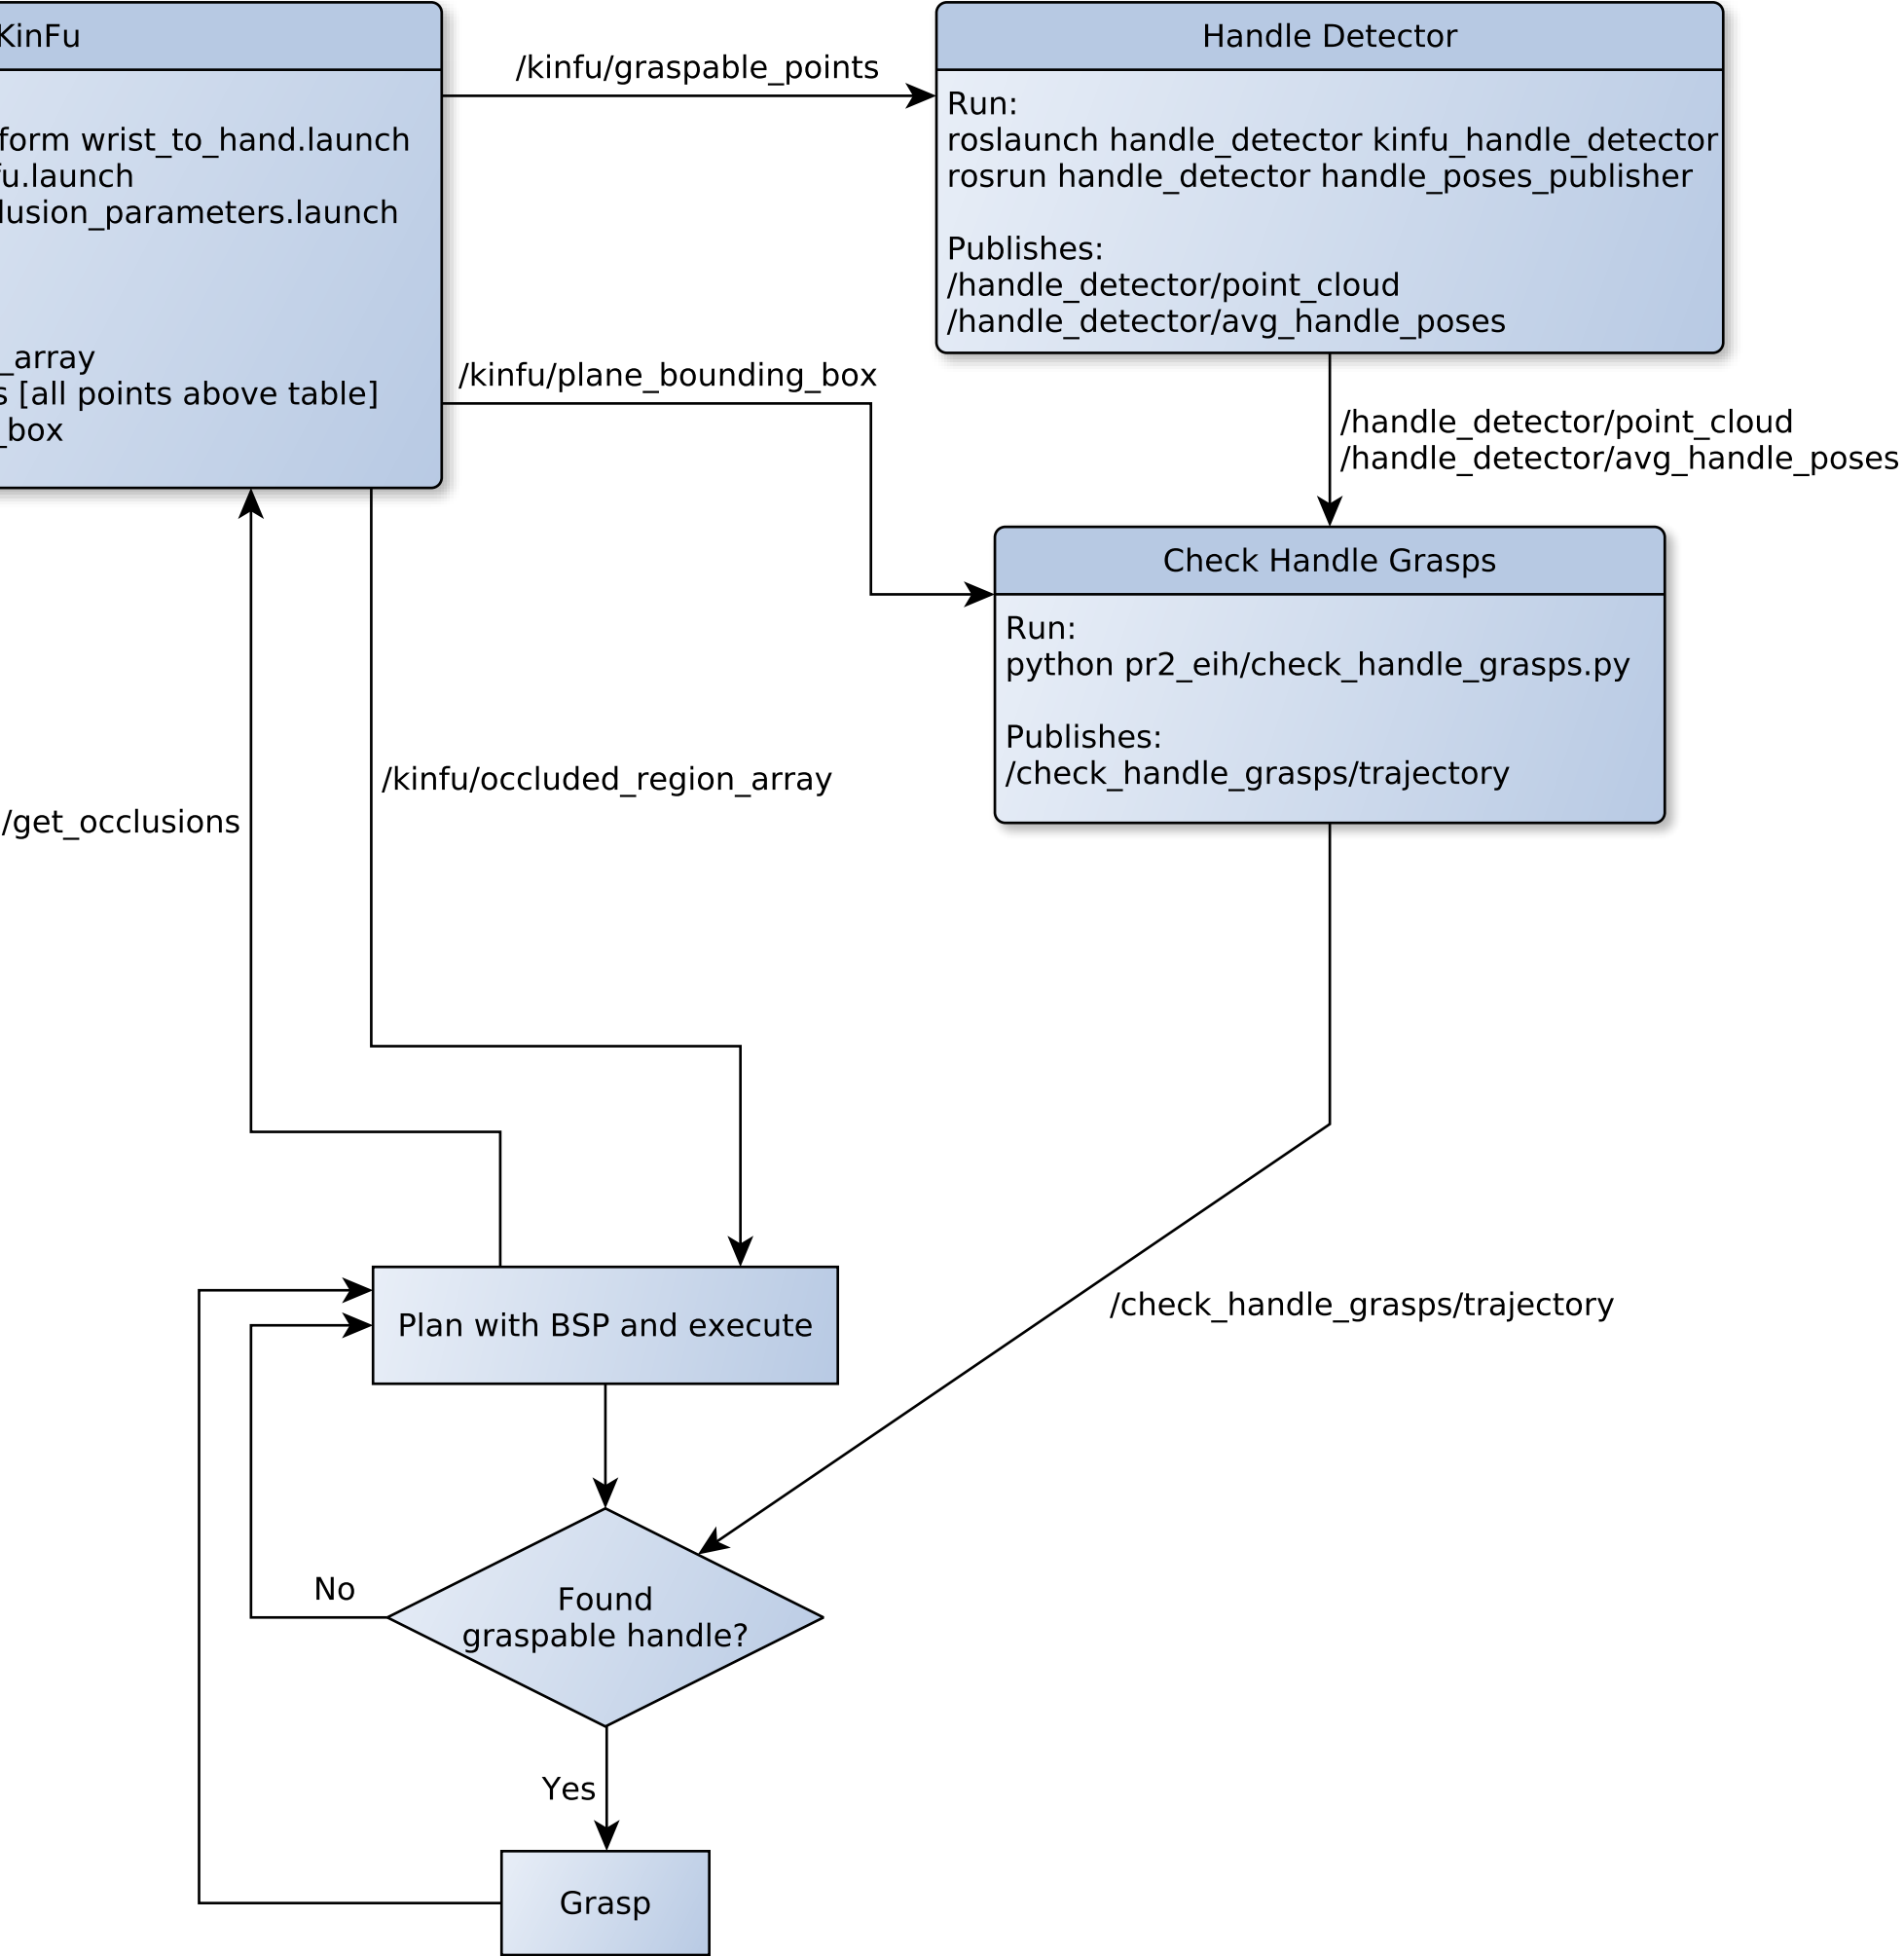 KinFu
form wrist_to_hand.launch
fu.launch
lusion_parameters.launch
_array
s [all points above table]
_box
/kinfu/graspable_points
Handle Detector
Run:
roslaunch handle_detector kinfu_handle_detector
rosrun handle_detector handle_poses_publisher
Publishes:
/handle_detector/point_cloud
/handle_detector/avg_handle_poses
/kinfu/plane_bounding_box
/handle_detector/point_cloud
/handle_detector/avg_handle_poses
Check Handle Grasps
Run:
python pr2_eih/check_handle_grasps.py
Publishes:
/check_handle_grasps/trajectory
/kinfu/occluded_region_array
/get_occlusions
/check_handle_grasps/trajectory
Plan with BSP and execute
Found
graspable handle?
No
Yes
Grasp